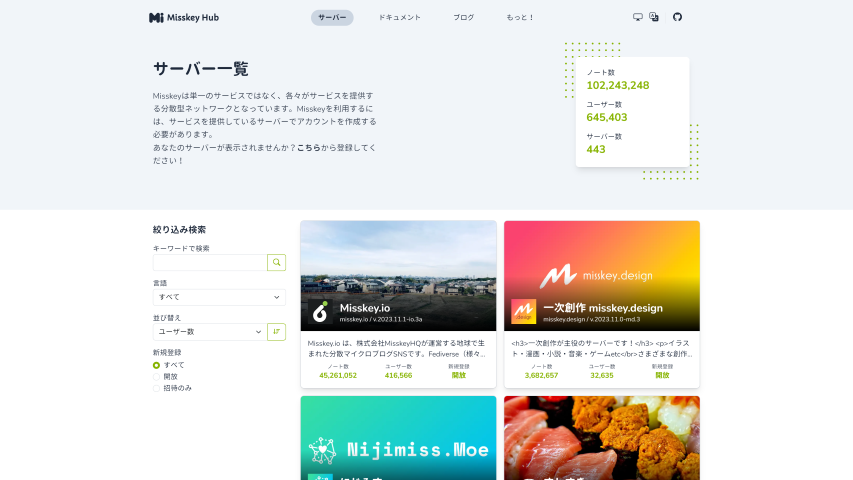 Misskey Hub
サーバー
ドキュメント
ブログ
もっと！
サーバー一覧
Misskeyは単一のサービスではなく、各々がサービスを提供す
る分散型ネットワークとなっています。Misskeyを利用するに
は、サービスを提供しているサーバーでアカウントを作成する
必要があります。
あなたのサーバーが表示されませんか？こちらから登録してく
ださい！
ノート数
102,243,248
ユーザー数
645,403
サーバー数
443
絞り込み検索
キーワードで検索
言語
すべて
並び替え
ユーザー数
新規登録
すべて
開放
招待のみ
Misskey.io
misskey.io / v.2023.11.1-io.3a
Misskey.io は、株式会社MisskeyHQが運営する地球で生
まれた分散マイクロブログSNSです。Fediverse（様々...
ノート数
ユーザー数
新規登録
45,261,052
416,566
開放
misskey.design
一次創作 misskey.design
misskey.design / v.2023.11.0-md.3
<h3>一次創作が主役のサーバーです！</h3> <p>イラス
ト・漫画・小説・音楽・ゲームetc</br>さまざまな創作...
ノート数
ユーザー数
新規登録
3,682,657
32,635
開放
Nijimiss.Moe